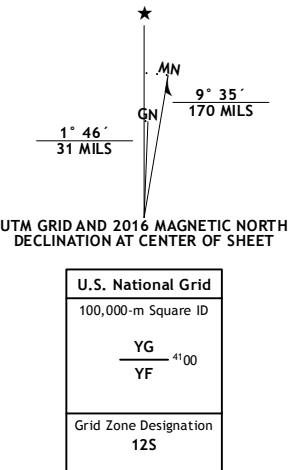 ★
MN
GN
9° 35´
170 MILS
1° 46´
31 MILS
UTM GRID AND 2016 MAGNETIC NORTH
DECLINATION AT CENTER OF SHEET
U.S. National Grid
100,000-m Square ID
YG
4100
YF
Grid Zone Designation
12S